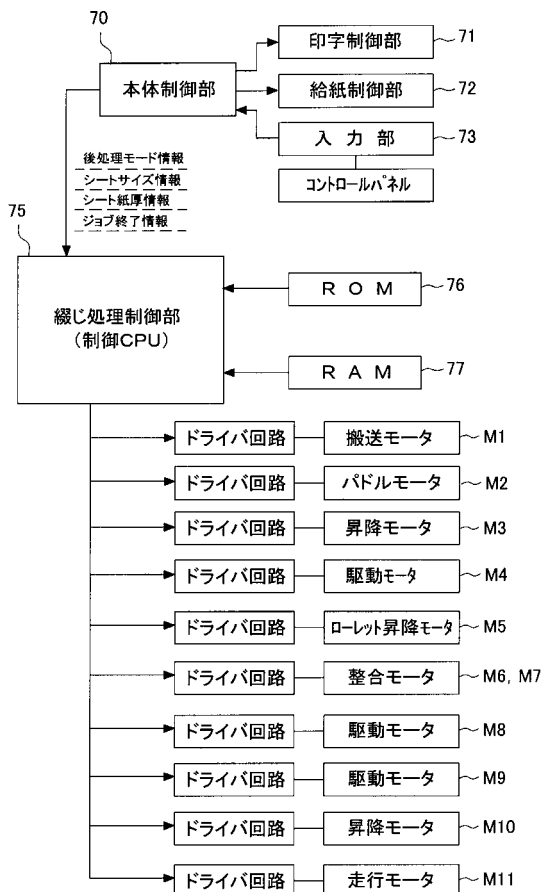 70
本体制御部
印字制御部
71
給紙制御部
72
入力部
73
コントロールパネル
後処理モード情報
シートサイズ情報
シート紙厚情報
ジョブ終了情報
75
綴じ処理制御部
(制御CPU)
ROM
76
RAM
77
ドライバ回路 搬送モータ M1
ドライバ回路 パドルモータ M2
ドライバ回路 昇降モータ M3
ドライバ回路 駆動モータ M4
ドライバ回路 ローレット昇降モータ M5
ドライバ回路 整合モータ M6, M7
ドライバ回路 駆動モータ M8
ドライバ回路 駆動モータ M9
ドライバ回路 昇降モータ M10
ドライバ回路 走行モータ M11